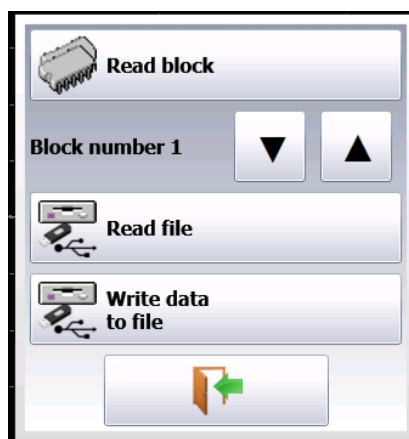 Read block
Block number 1
Read file
Write data
to file